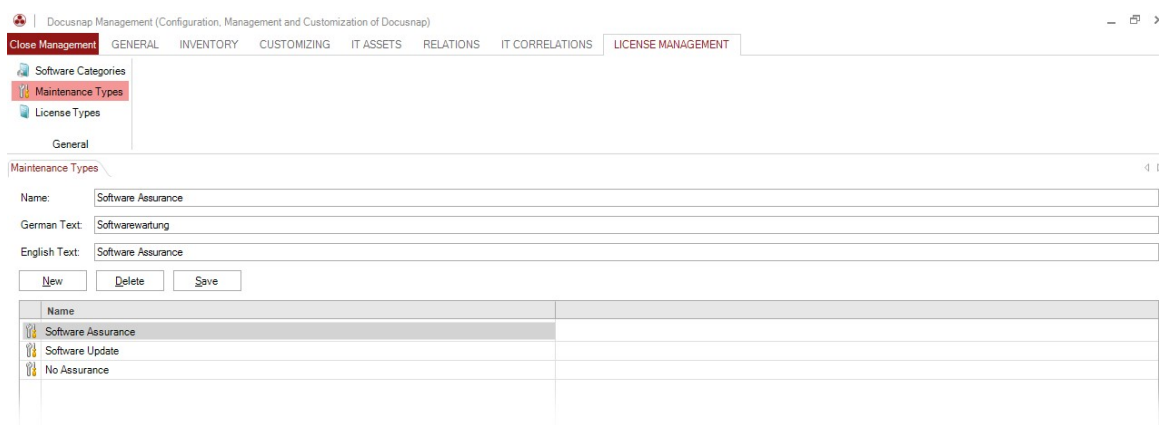 Docusnap Management (Configuration, Management and Customization of Docusnap)
Close Management GENERAL INVENTORY CUSTOMIZING IT ASSETS RELATIONS IT CORRELATIONS LICENSE MANAGEMENT
Software Categories
Maintenance Types
License Types
General
Maintenance Types
Name: Software Assurance
German Text: Softwarewartung
English Text: Software Assurance
New Delete Save
Name
Software Assurance
Software Update
No Assurance